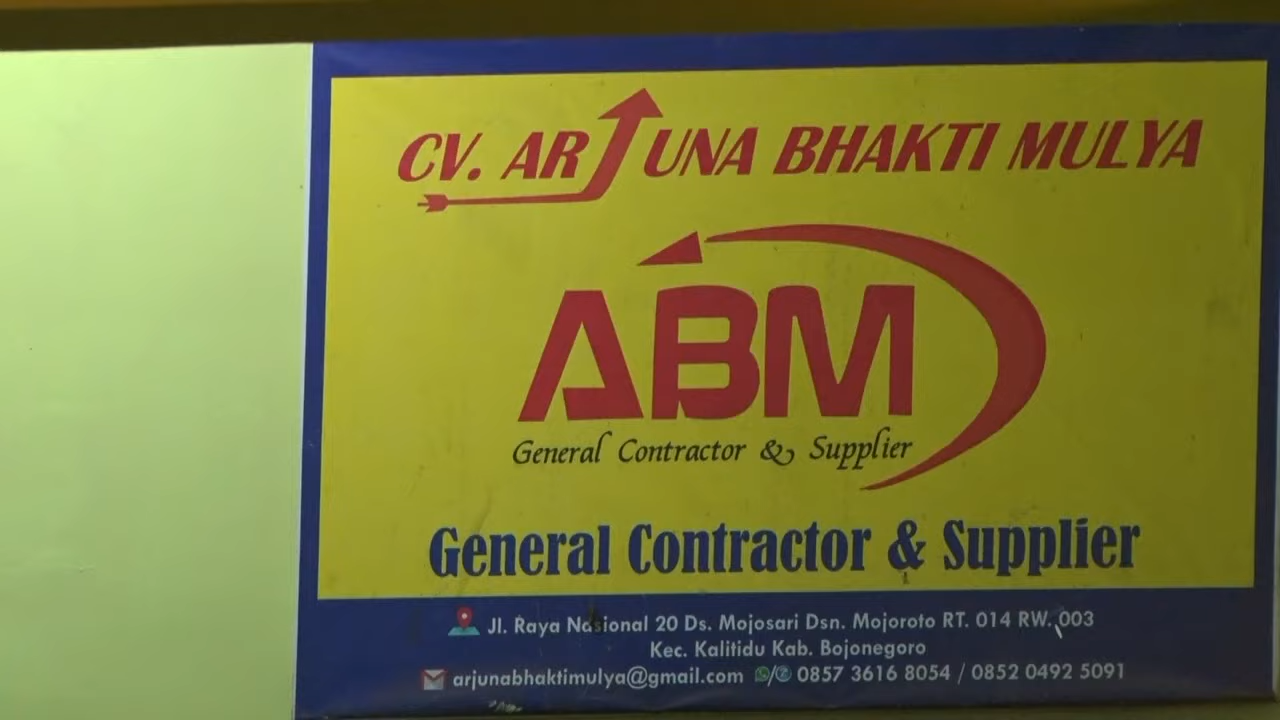 CV. ARJUNA BHAKTI MULYA
ABM
General Contractor & Supplier
General Contractor & Supplier
Jl. Raya Nasional 20 Ds. Mojosari Dsn. Mojoroto RT. 014 RW. 003
Kec. Kalitidu Kab. Bojonegoro
arjunabhaktimulya@gmail.com 0857 3616 8054 / 0852 0492 5091